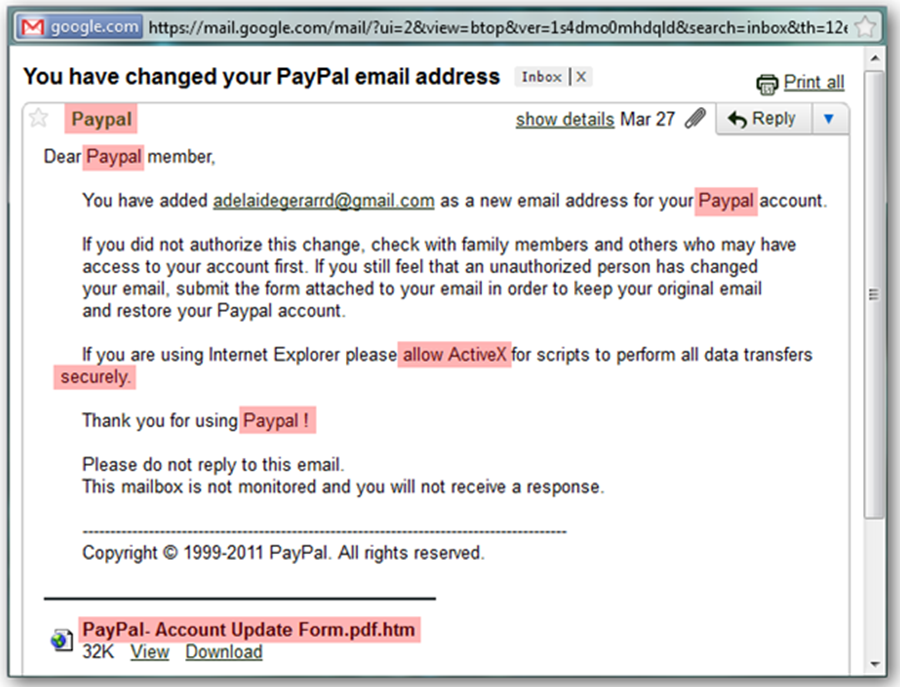 google.com https://mail.google.com/mail/?ui=2&view=btop&ver=1s4dmo0mhdqld&search=inbox&th=12e
You have changed your PayPal email address Inbox | X
Print all
Paypal show details Mar 27 Reply
Dear Paypal member,
You have added adelaidegerarrd@gmail.com as a new email address for your Paypal account.
If you did not authorize this change, check with family members and others who may have
access to your account first. If you still feel that an unauthorized person has changed
your email, submit the form attached to your email in order to keep your original email
and restore your Paypal account.
If you are using Internet Explorer please allow ActiveX for scripts to perform all data transfers
securely.
Thank you for using Paypal !
Please do not reply to this email.
This mailbox is not monitored and you will not receive a response.
--------------------------------------------------------------------------------
Copyright © 1999-2011 PayPal. All rights reserved.
PayPal- Account Update Form.pdf.htm
32K View Download